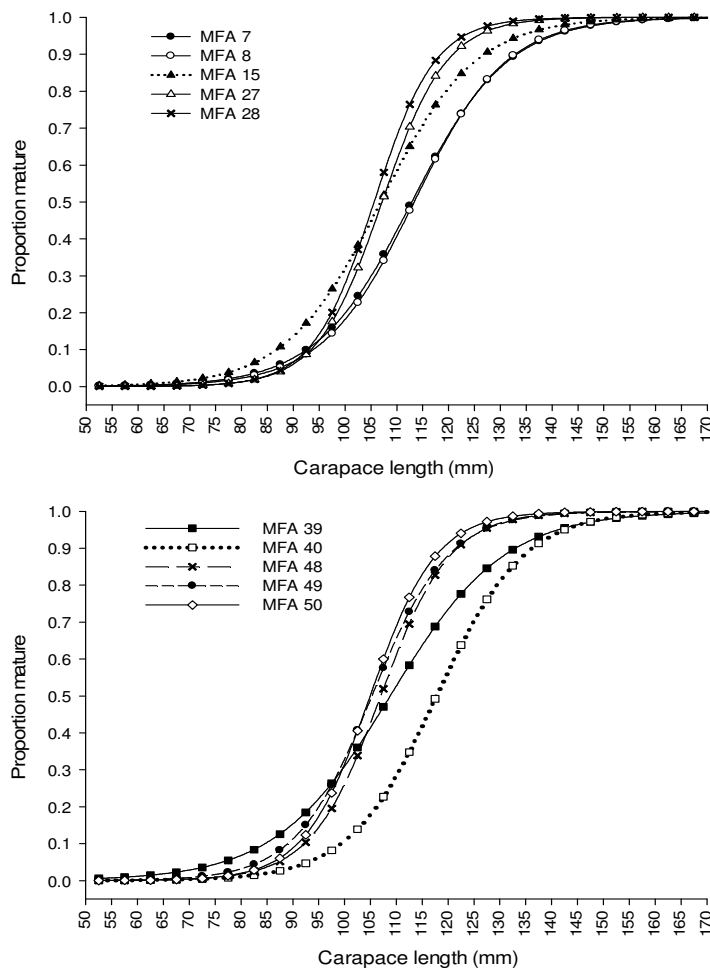 Proportion mature
1.0
0.9
0.8
0.7
0.6
0.5
0.4
0.3
0.2
0.1
0.0
MFA 7
MFA 8
MFA 15
MFA 27
MFA 28
50 55 60 65 70 75 80 85 90 95 100 105 110 115 120 125 130 135 140 145 150 155 160 165 170
Carapace length (mm)
Proportion mature
1.0
0.9
0.8
0.7
0.6
0.5
0.4
0.3
0.2
0.1
0.0
MFA 39
MFA 40
MFA 48
MFA 49
MFA 50
50 55 60 65 70 75 80 85 90 95 100 105 110 115 120 125 130 135 140 145 150 155 160 165 170
Carapace length (mm)